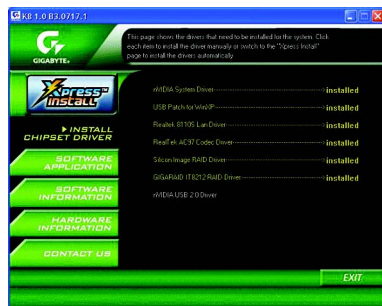 K8 1.0 B3.0717.1
GIGABYTE
This page shows the drivers that need to be installed for the system. Click
each item to install the driver manually or switch to the "Xpress Install"
page to install the drivers automatically.
Xpress
install
INSTALL
CHIPSET DRIVER
SOFTWARE
APPLICATION
SOFTWARE
INFORMATION
HARDWARE
INFORMATION
CONTACT US
nVIDIA System Driver installed
USB Patch for WinXP installed
Realtek 8110S Lan Driver installed
RealTek AC97 Codec Driver installed
Silicon Image RAID Driver installed
GIGARAID IT8212 RAID Driver installed
nVIDIA USB 2.0 Driver
EXIT